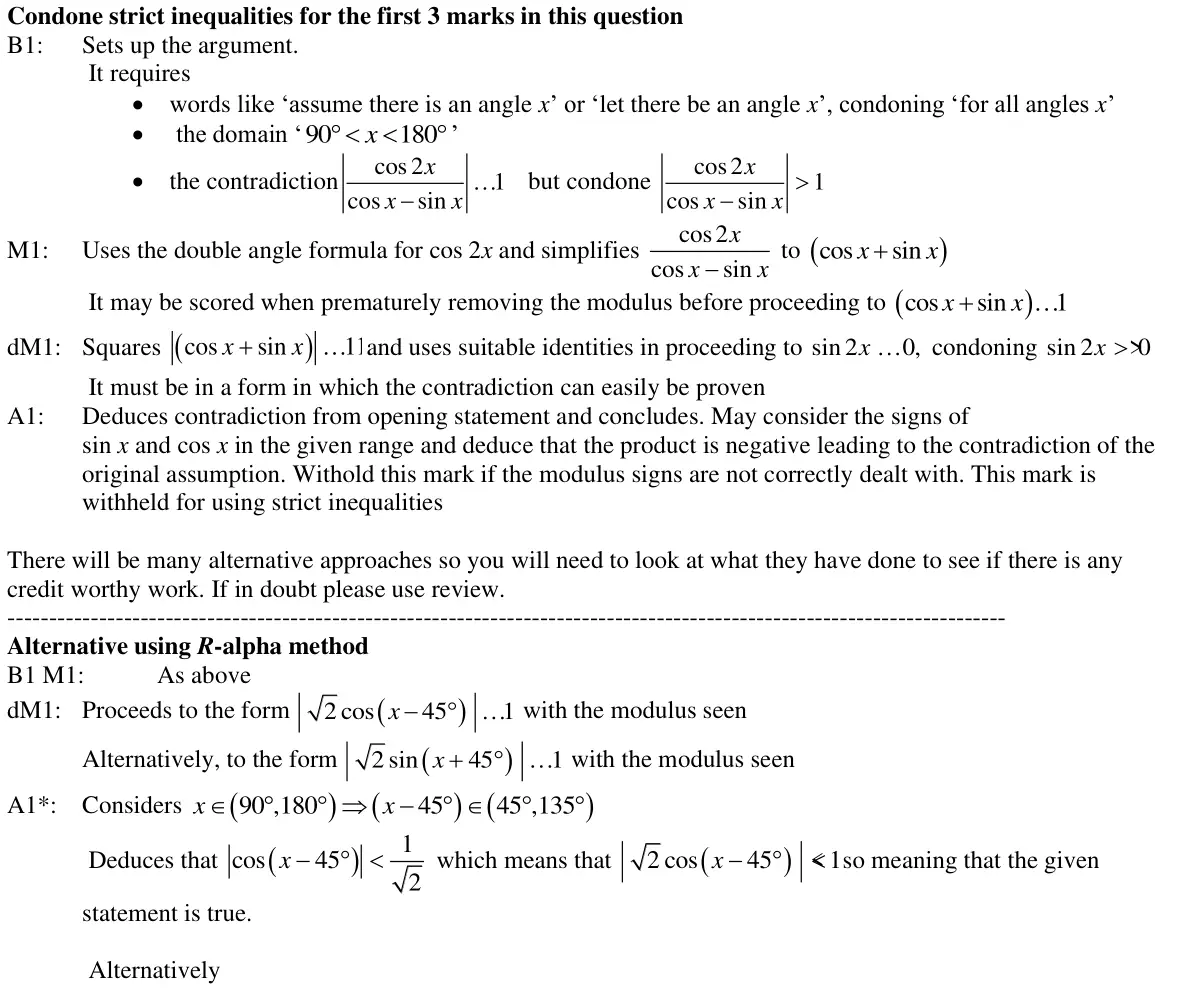 Condone strict inequalities for the first 3 marks in this question
B1: Sets up the argument.
It requires
• words like ‘assume there is an angle x’ or ‘let there be an angle x’, condoning ‘for all angles x’
• the domain ‘ 90° < x < 180° ’
• the contradiction |cos 2x / (cos x − sin x)| …1 but condone |cos 2x / (cos x − sin x)| > 1
M1: Uses the double angle formula for cos 2x and simplifies cos 2x / (cos x − sin x) to (cos x + sin x)
It may be scored when prematurely removing the modulus before proceeding to (cos x + sin x)…1
dM1: Squares |(cos x + sin x)| …1 and uses suitable identities in proceeding to sin 2x …0, condoning sin 2x > 0
It must be in a form in which the contradiction can easily be proven
A1: Deduces contradiction from opening statement and concludes. May consider the signs of
sin x and cos x in the given range and deduce that the product is negative leading to the contradiction of the
original assumption. Withold this mark if the modulus signs are not correctly dealt with. This mark is
withheld for using strict inequalities
There will be many alternative approaches so you will need to look at what they have done to see if there is any
credit worthy work. If in doubt please use review.
Alternative using R-alpha method
B1 M1: As above
dM1: Proceeds to the form |√2 cos(x − 45°)| …1 with the modulus seen
Alternatively, to the form |√2 sin(x + 45°)| …1 with the modulus seen
A1*: Considers x ∈ (90°,180°) ⇒ (x − 45°) ∈ (45°,135°)
Deduces that |cos(x − 45°)| < 1/√2 which means that |√2 cos(x − 45°)| < 1 so meaning that the given
statement is true.
Alternatively